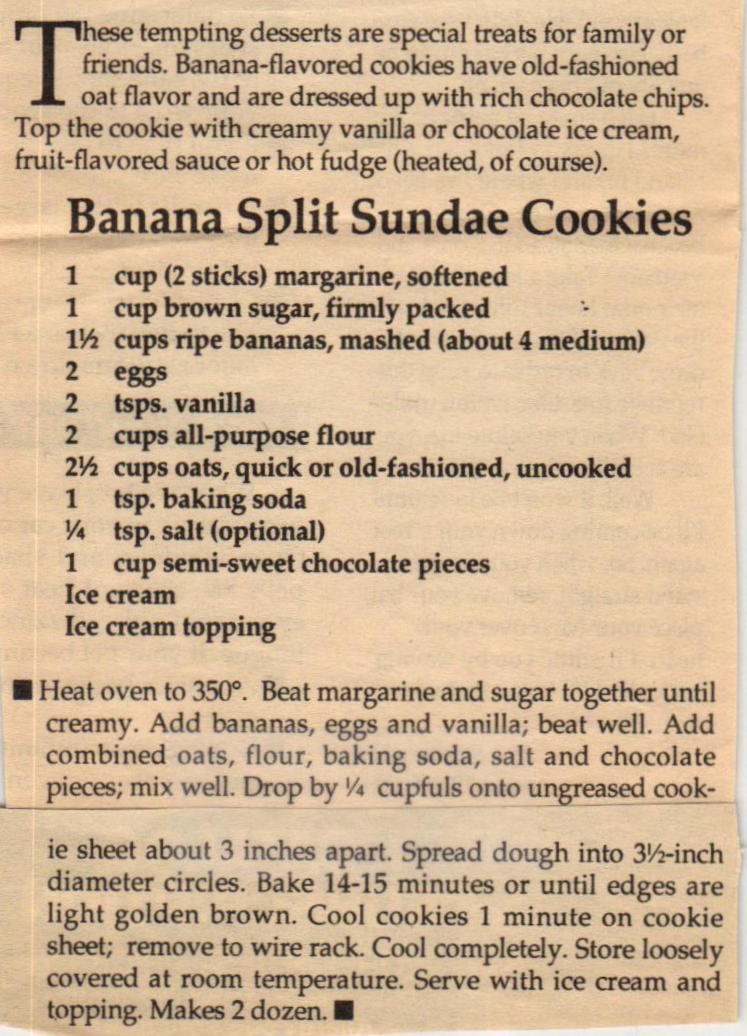 These tempting desserts are special treats for family or
friends. Banana-flavored cookies have old-fashioned
oat flavor and are dressed up with rich chocolate chips.
Top the cookie with creamy vanilla or chocolate ice cream,
fruit-flavored sauce or hot fudge (heated, of course).
Banana Split Sundae Cookies
1 cup (2 sticks) margarine, softened
1 cup brown sugar, firmly packed
1½ cups ripe bananas, mashed (about 4 medium)
2 eggs
2 tsps. vanilla
2 cups all-purpose flour
2½ cups oats, quick or old-fashioned, uncooked
1 tsp. baking soda
¼ tsp. salt (optional)
1 cup semi-sweet chocolate pieces
Ice cream
Ice cream topping
■ Heat oven to 350°. Beat margarine and sugar together until
creamy. Add bananas, eggs and vanilla; beat well. Add
combined oats, flour, baking soda, salt and chocolate
pieces; mix well. Drop by ¼ cupfuls onto ungreased cook-
ie sheet about 3 inches apart. Spread dough into 3½-inch
diameter circles. Bake 14-15 minutes or until edges are
light golden brown. Cool cookies 1 minute on cookie
sheet; remove to wire rack. Cool completely. Store loosely
covered at room temperature. Serve with ice cream and
topping. Makes 2 dozen. ■